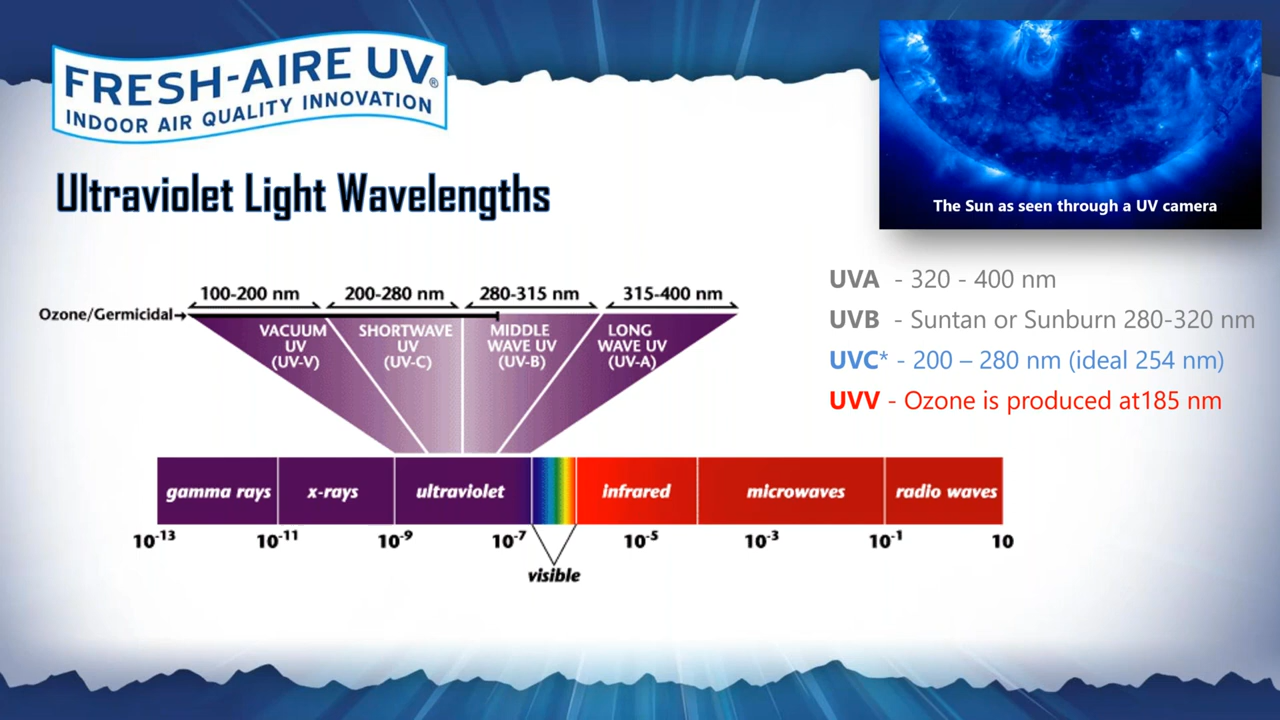 FRESH-AIRE UV®
INDOOR AIR QUALITY INNOVATION
The Sun as seen through a UV camera
Ultraviolet Light Wavelengths
UVA - 320 - 400 nm
UVB - Suntan or Sunburn 280-320 nm
UVC* - 200 – 280 nm (ideal 254 nm)
UVV - Ozone is produced at185 nm
100-200 nm 200-280 nm 280-315 nm 315-400 nm
Ozone/Germicidal→
VACUUM
UV
(UV-V)
SHORTWAVE
UV
(UV-C)
MIDDLE
WAVE UV
(UV-B)
LONG
WAVE UV
(UV-A)
gamma rays x-rays ultraviolet infrared microwaves radio waves
10⁻¹³ 10⁻¹¹ 10⁻⁹ 10⁻⁷ 10⁻⁵ 10⁻³ 10⁻¹ 10
visible